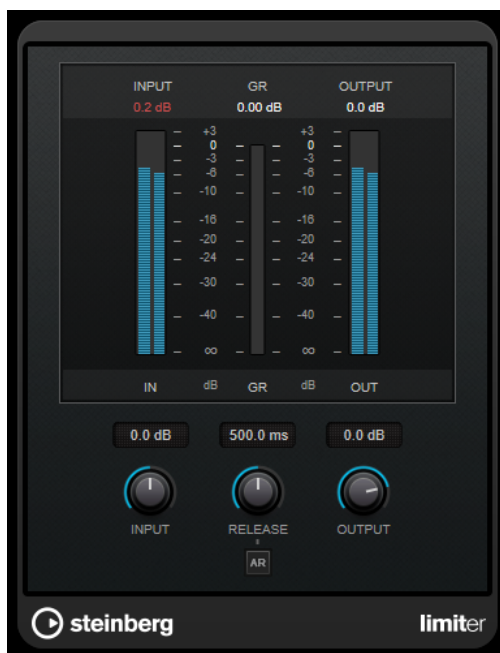 INPUT GR OUTPUT
0.2 dB 0.00 dB 0.0 dB
+3 +3
0 0
-3 -3
-6 -6
-10 -10
-16 -16
-20 -20
-24 -24
-30 -30
-40 -40
∞ ∞
IN dB GR dB OUT
0.0 dB 500.0 ms 0.0 dB
INPUT RELEASE OUTPUT
AR
steinberg limiter